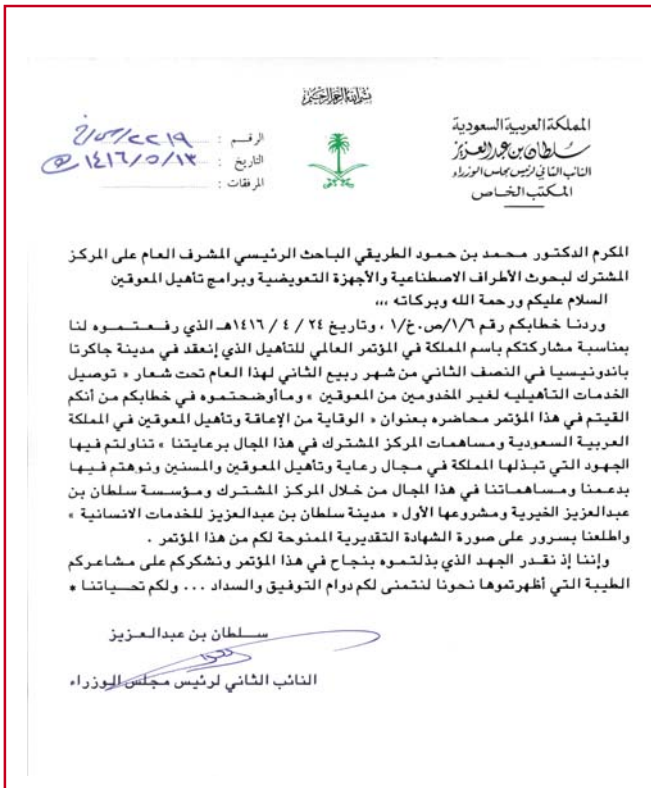 بسم الله الرحمن الرحيم
المملكة العربية السعودية
سلطان بن عبد العزيز
النائب الثاني لرئيس مجلس الوزراء
المكتب الخاص
الرقم :
التاريخ : ١٤١٦/٥/١٣ هـ
المرفقات :
المكرم الدكتور محمد بن حمود الطريقي الباحث الرئيسي المشرف العام على المركز
المشترك لبحوث الأطراف الاصطناعية والأجهزة التعويضية وبرامج تأهيل المعوقين
السلام عليكم ورحمة الله وبركاته ،،،
وردنا خطابكم رقم ١/٦/ص.خ/١ ، وتاريخ ٢٤ / ٤ / ١٤١٦هـ الذي رفعتموه لنا
بمناسبة مشاركتكم باسم المملكة في المؤتمر العالمي للتأهيل الذي إنعقد في مدينة جاكرتا
باندونيسيا في النصف الثاني من شهر ربيع الثاني لهذا العام تحت شعار « توصيل
الخدمات التأهيليه لغير المخدومين من المعوقين » وماأوضحتموه في خطابكم من أنكم
القيتم في هذا المؤتمر محاضره بعنوان « الوقاية من الإعاقة وتأهيل المعوقين في المملكة
العربية السعودية ومساهمات المركز المشترك في هذا المجال برعايتنا » تناولتم فيها
الجهود التي تبذلها المملكة في مجال رعاية وتأهيل المعوقين والمسنين ونوهتم فيها
بدعمنا ومساهماتنا في هذا المجال من خلال المركز المشترك ومؤسسة سلطان بن
عبدالعزيز الخيرية ومشروعها الأول « مدينة سلطان بن عبدالعزيز للخدمات الانسانية »
واطلعنا بسرور على صورة الشهادة التقديرية الممنوحة لكم من هذا المؤتمر .
وإننا إذ نقدر الجهد الذي بذلتموه بنجاح في هذا المؤتمر ونشكركم على مشاعركم
الطيبة التي أظهرتموها نحونا لنتمنى لكم دوام التوفيق والسداد ... ولكم تحياتنا *
سلطان بن عبدالعزيز
النائب الثاني لرئيس مجلس الوزراء